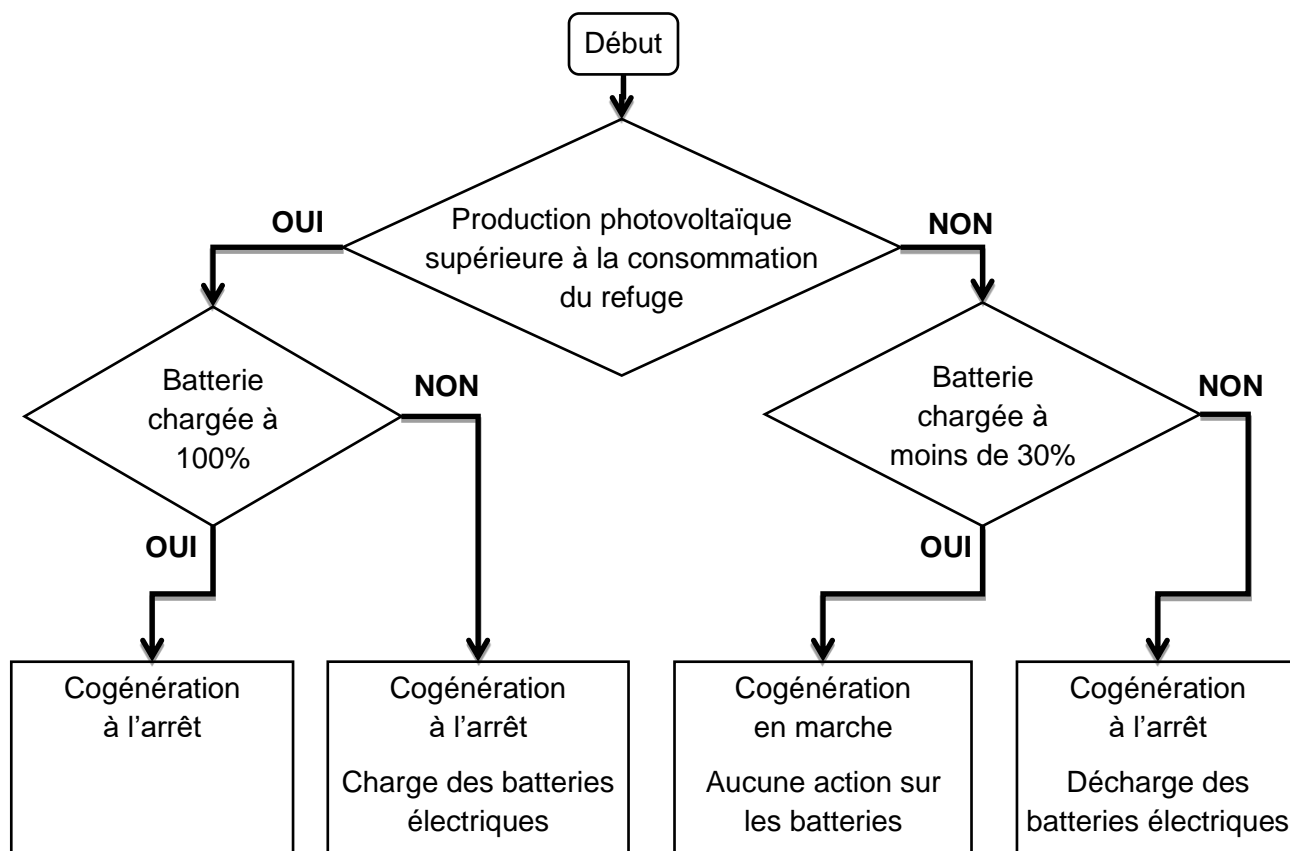 Début
OUI
Production photovoltaïque
supérieure à la consommation
du refuge
NON
Batterie
chargée à
100%
NON
OUI
Batterie
chargée à
moins de 30%
NON
OUI
Cogénération
à l’arrêt
Cogénération
à l’arrêt
Charge des batteries
électriques
Cogénération
en marche
Aucune action sur
les batteries
Cogénération
à l’arrêt
Décharge des
batteries électriques